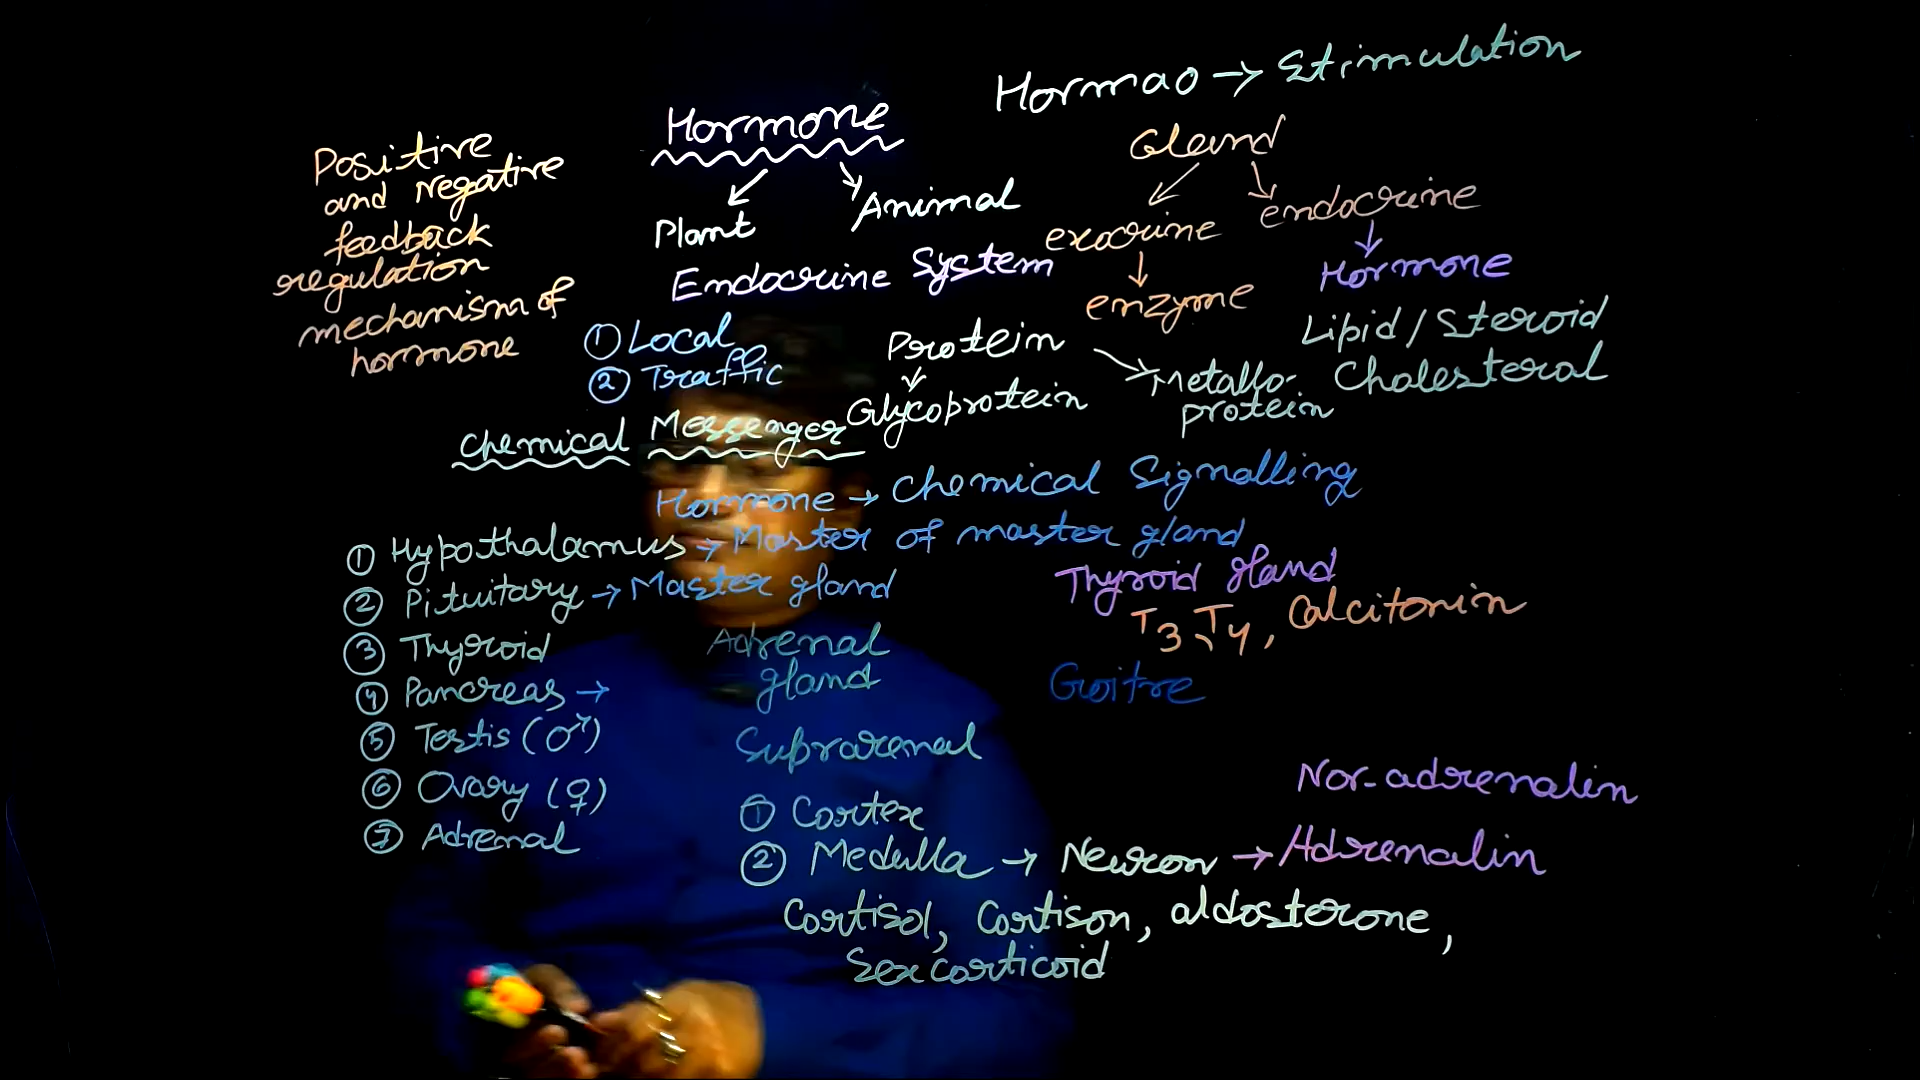 Hormao → Stimulation
Hormone
Plant
Animal
Gland
exocrine
endocrine
enzyme
Hormone
Positive
and Negative
feedback
regulation
mechanism of
hormone
Endocrine System
① Local
② Traffic
Protein
Glycoprotein
Metallo-
protein
Lipid/Steroid
Cholesteral
Chemical Messenger
Hormone → Chemical Signalling
① Hypothalamus → Master of master gland
② Pituitary → Master gland
③ Thyroid
④ Pancreas →
⑤ Testis (♂)
⑥ Ovary (♀)
⑦ Adrenal
Thyroid gland
T3, T4, Calcitonin
Goitre
Adrenal
gland
Suprarenal
① Cortex
② Medulla → Neuron → Adrenalin
Nor-adrenalin
Cortisol, Cortison, aldosterone,
Sexcorticoid